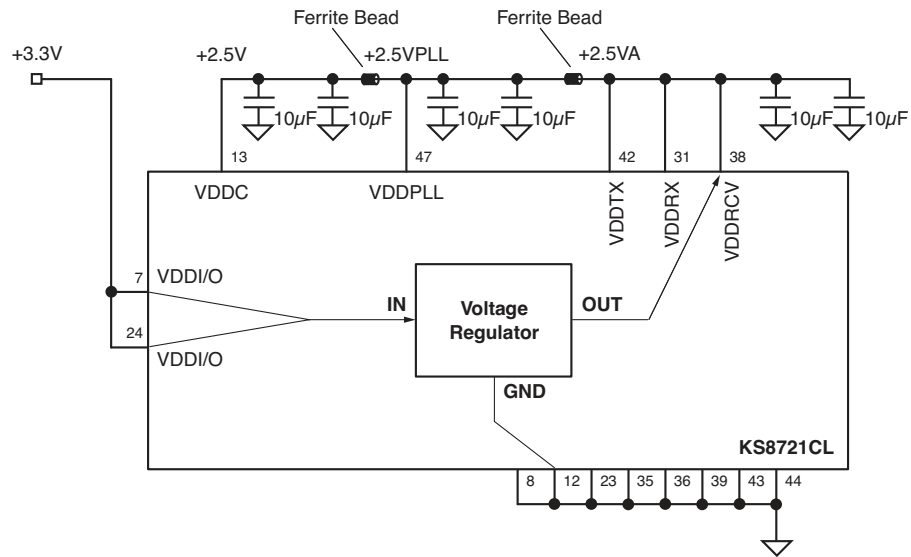 Ferrite Bead
Ferrite Bead
+3.3V
+2.5V
+2.5VPLL
+2.5VA
10µF
10µF
10µF
10µF
10µF
10µF
13
47
42
31
38
VDDC
VDDPLL
VDDTX
VDDRX
VDDRCV
7
VDDI/O
24
VDDI/O
IN
Voltage
Regulator
OUT
GND
KS8721CL
8
12
23
35
36
39
43
44